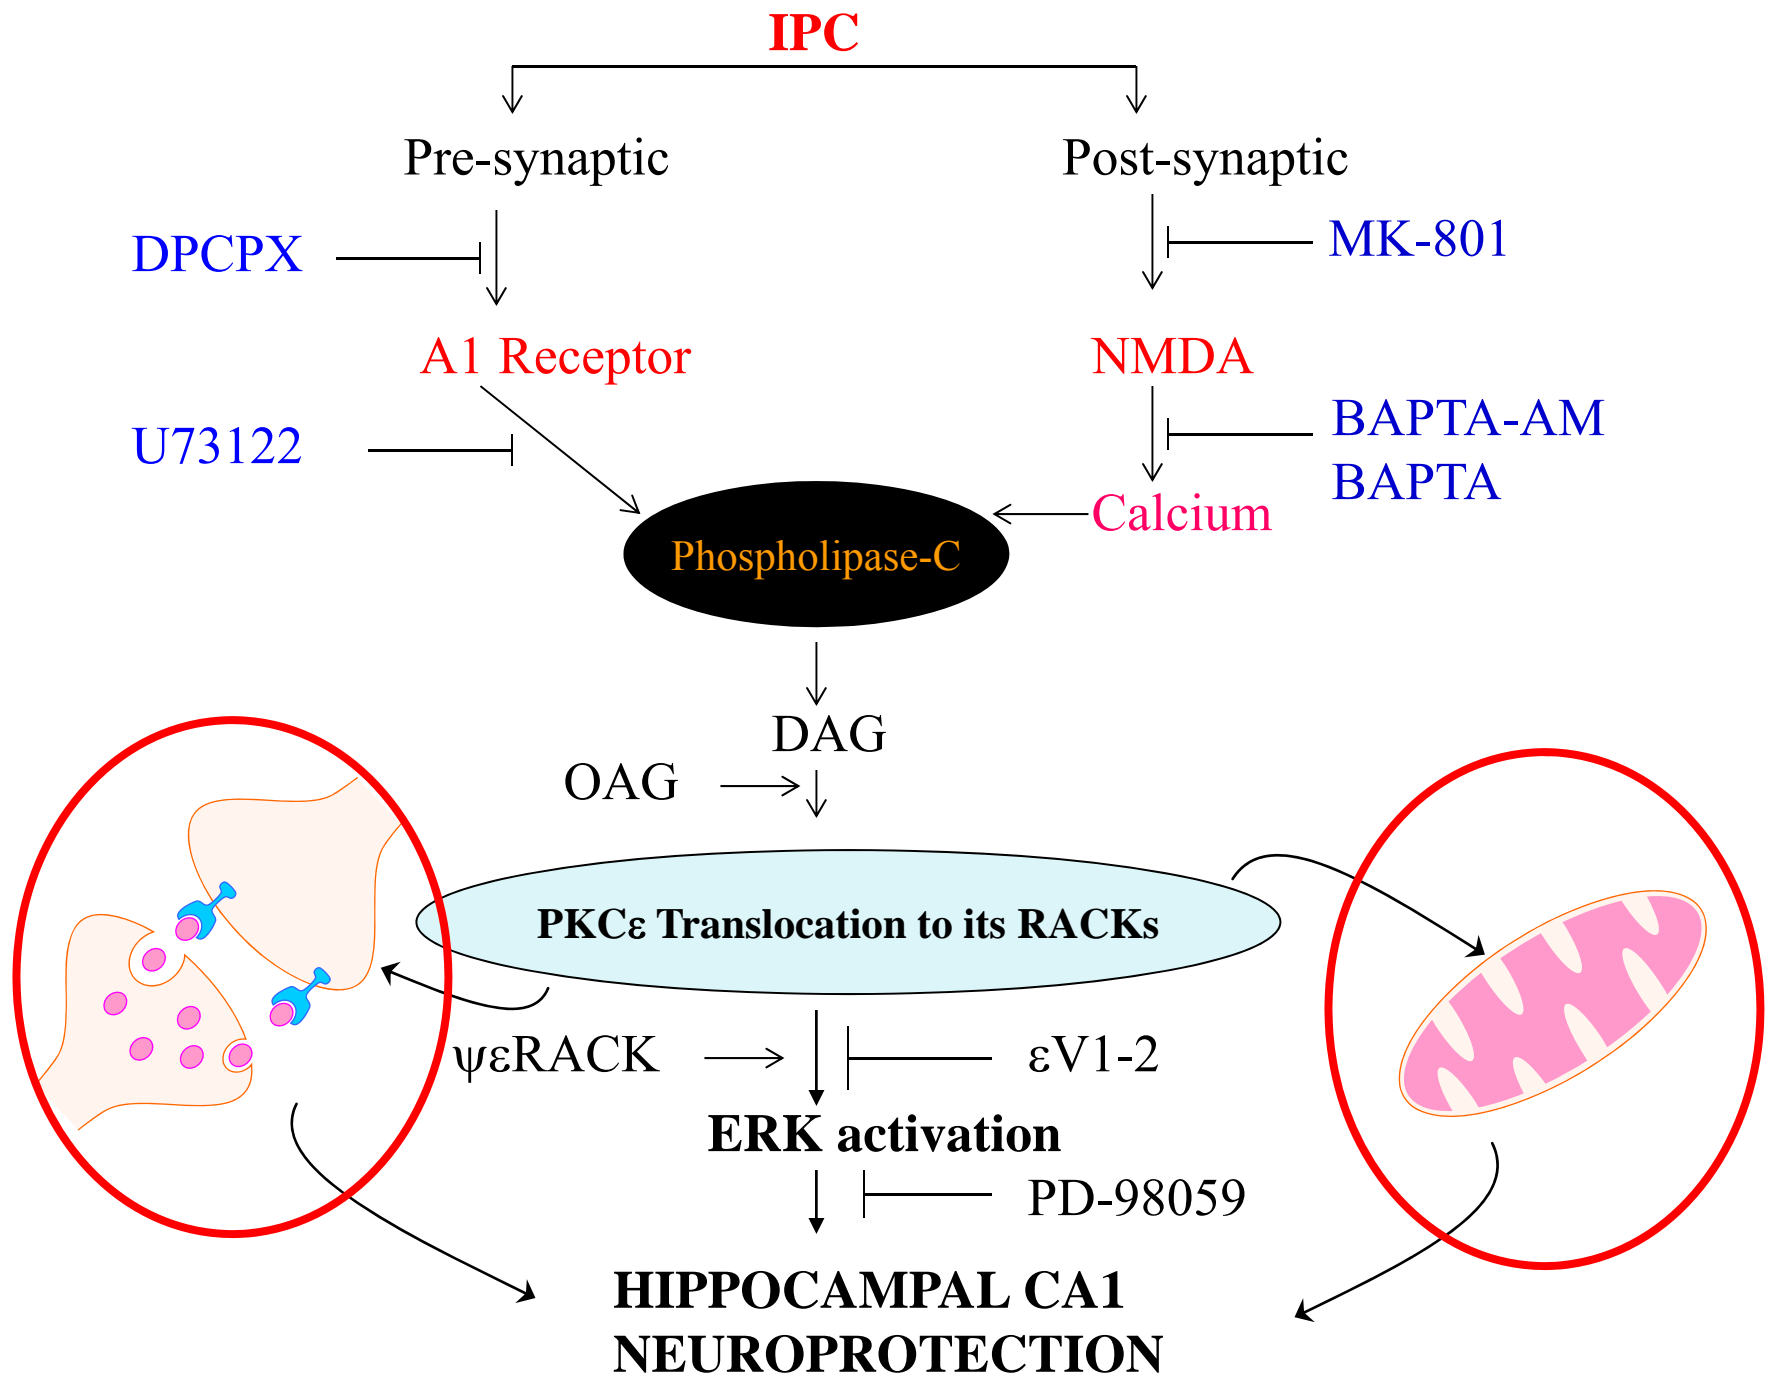 IPC
Pre-synaptic
Post-synaptic
DPCPX
MK-801
A1 Receptor
NMDA
U73122
BAPTA-AM
BAPTA
Calcium
Phospholipase-C
DAG
OAG
PKCε Translocation to its RACKs
ψεRACK
εV1-2
ERK activation
PD-98059
HIPPOCAMPAL CA1
NEUROPROTECTION